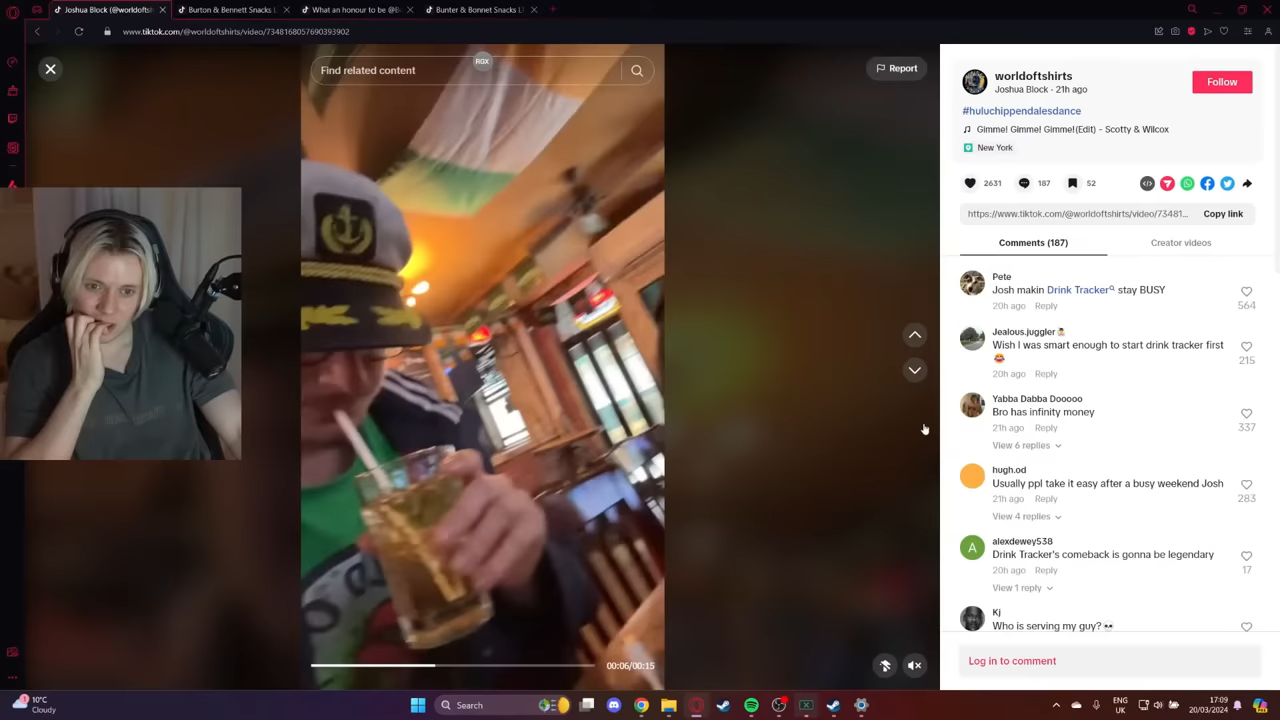 Joshua Block (@worldofsh
Burton & Bennett Snacks L
What an honour to be @B
Bunter & Bonnet Snacks L
www.tiktok.com/@worldoftshirts/video/7348168057690393902
Find related content
RGX
Report
worldoftshirts
Joshua Block · 21h ago
Follow
#huluchippendalesdance
Gimme! Gimme! Gimme!(Edit) - Scotty & Wilcox
New York
2631
187
52
https://www.tiktok.com/@worldoftshirts/video/73481...
Copy link
Comments (187)
Creator videos
Pete
Josh makin Drink Tracker stay BUSY
20h ago Reply
564
Jealous.juggler
Wish I was smart enough to start drink tracker first
20h ago Reply
215
Yabba Dabba Dooooo
Bro has infinity money
21h ago Reply
337
View 6 replies
hugh.od
Usually ppl take it easy after a busy weekend Josh
21h ago Reply
283
View 4 replies
A
alexdewey538
Drink Tracker's comeback is gonna be legendary
20h ago Reply
17
View 1 reply
Kj
Who is serving my guy?
Log in to comment
00:06/00:15
1
10°C
Cloudy
Search
ENG
UK
17:09
20/03/2024